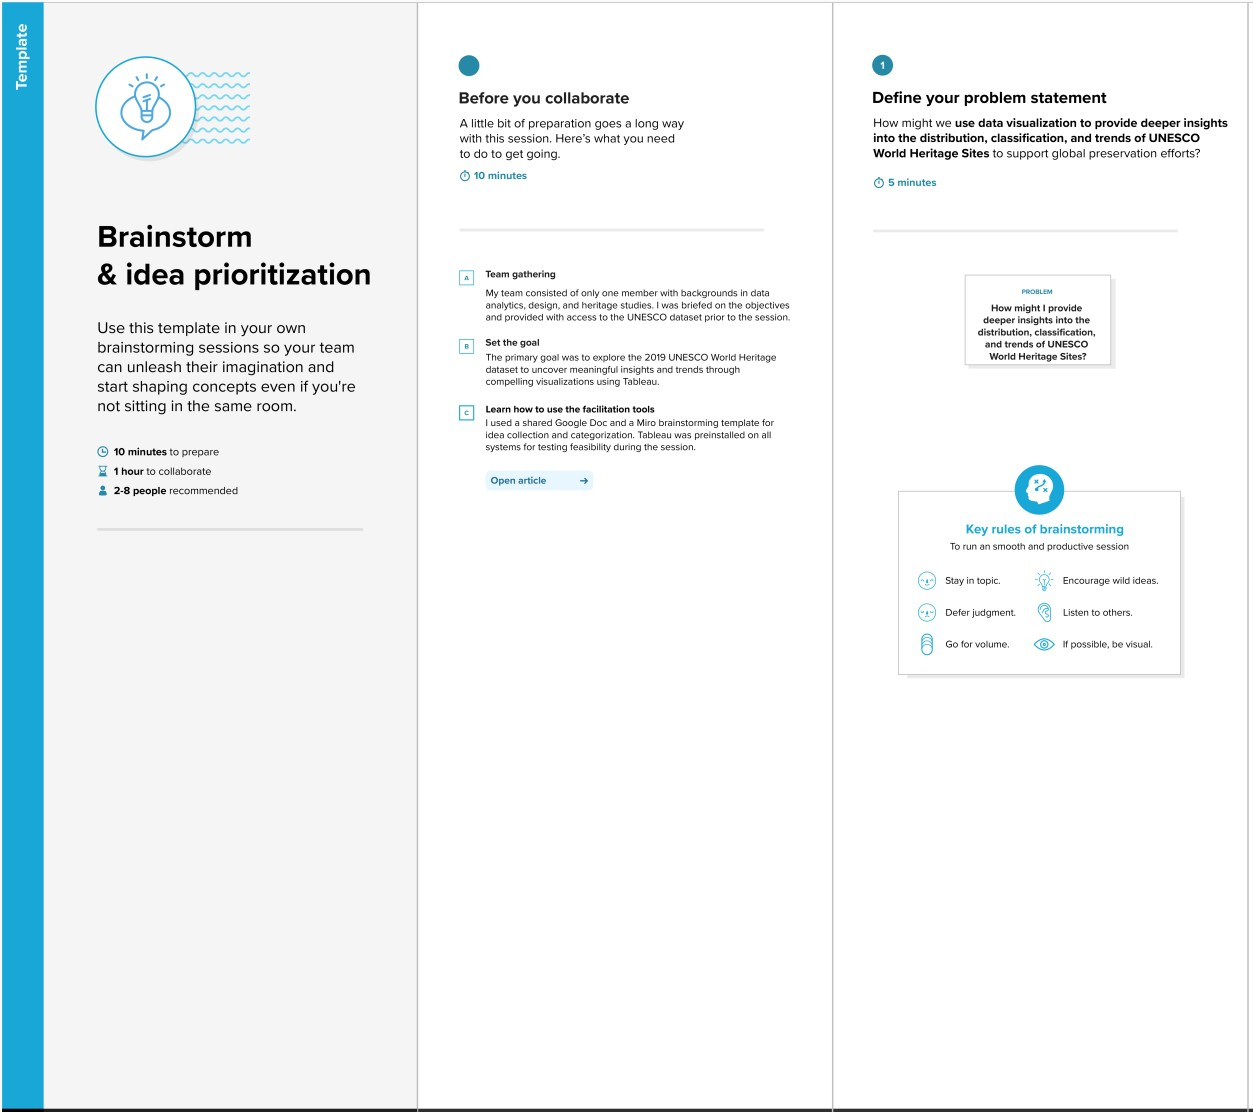 Template
Brainstorm
& idea prioritization
Use this template in your own
brainstorming sessions so your team
can unleash their imagination and
start shaping concepts even if you're
not sitting in the same room.
10 minutes to prepare
1 hour to collaborate
2-8 people recommended
Before you collaborate
A little bit of preparation goes a long way
with this session. Here's what you need
to do to get going.
10 minutes
A
Team gathering
My team consisted of only one member with backgrounds in data
analytics, design, and heritage studies. I was briefed on the objectives
and provided with access to the UNESCO dataset prior to the session.
B
Set the goal
The primary goal was to explore the 2019 UNESCO World Heritage
dataset to uncover meaningful insights and trends through
compelling visualizations using Tableau.
C
Learn how to use the facilitation tools
I used a shared Google Doc and a Miro brainstorming template for
idea collection and categorization. Tableau was preinstalled on all
systems for testing feasibility during the session.
Open article
1
Define your problem statement
How might we use data visualization to provide deeper insights
into the distribution, classification, and trends of UNESCO
World Heritage Sites to support global preservation efforts?
5 minutes
PROBLEM
How might I provide
deeper insights into the
distribution, classification,
and trends of UNESCO
World Heritage Sites?
Key rules of brainstorming
To run an smooth and productive session
Stay in topic.
Encourage wild ideas.
Defer judgment.
Listen to others.
Go for volume.
If possible, be visual.